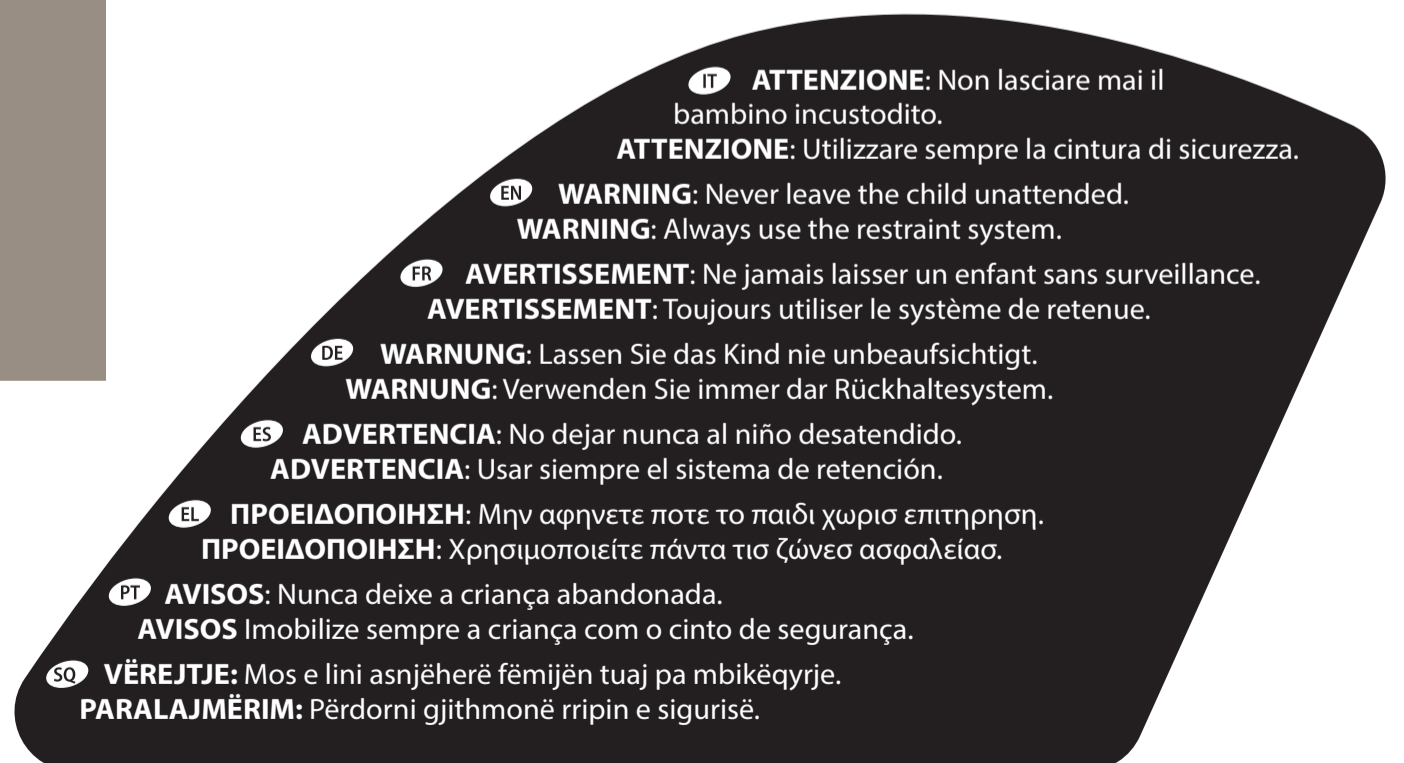 IT ATTENZIONE: Non lasciare mai il
bambino incustodito.
ATTENZIONE: Utilizzare sempre la cintura di sicurezza.
EN WARNING: Never leave the child unattended.
WARNING: Always use the restraint system.
FR AVERTISSEMENT: Ne jamais laisser un enfant sans surveillance.
AVERTISSEMENT: Toujours utiliser le système de retenue.
DE WARNUNG: Lassen Sie das Kind nie unbeaufsichtigt.
WARNUNG: Verwenden Sie immer dar Rückhaltesystem.
ES ADVERTENCIA: No dejar nunca al niño desatendido.
ADVERTENCIA: Usar siempre el sistema de retención.
EL ΠΡΟΕΙΔΟΠΟΙΗΣΗ: Μην αφηνετε ποτε το παιδι χωρισ επιτηρηση.
ΠΡΟΕΙΔΟΠΟΙΗΣΗ: Χρησιμοποιείτε πάντα τισ ζώνεσ ασφαλείασ.
PT AVISOS: Nunca deixe a criança abandonada.
AVISOS Imobilize sempre a criança com o cinto de segurança.
SQ VËREJTJE: Mos e lini asnjëherë fëmijën tuaj pa mbikëqyrje.
PARALAJMËRIM: Përdorni gjithmonë rripin e sigurisë.